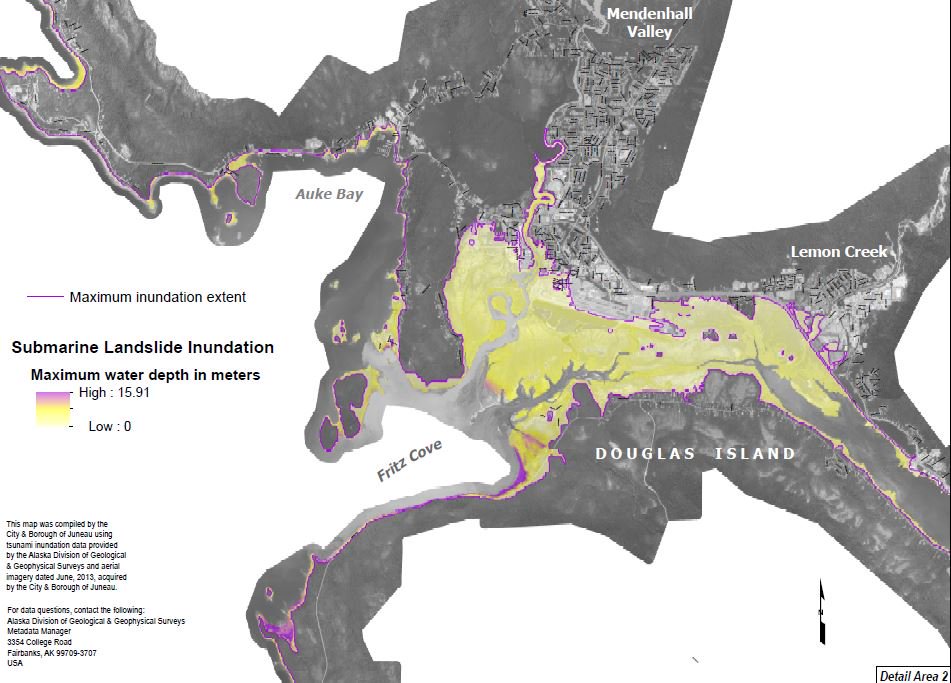 Mendenhall
Valley
Auke Bay
Lemon Creek
Maximum inundation extent
Submarine Landslide Inundation
Maximum water depth in meters
High : 15.91
Low : 0
Fritz Cove
DOUGLAS ISLAND
This map was compiled by the
City & Borough of Juneau using
tsunami inundation data provided
by the Alaska Division of Geological
& Geophysical Surveys and aerial
imagery dated June, 2013, acquired
by the City & Borough of Juneau.
For data questions, contact the following:
Alaska Division of Geological & Geophysical Surveys
Metadata Manager
3354 College Road
Fairbanks, AK 99709-3707
USA
N
Detail Area 2